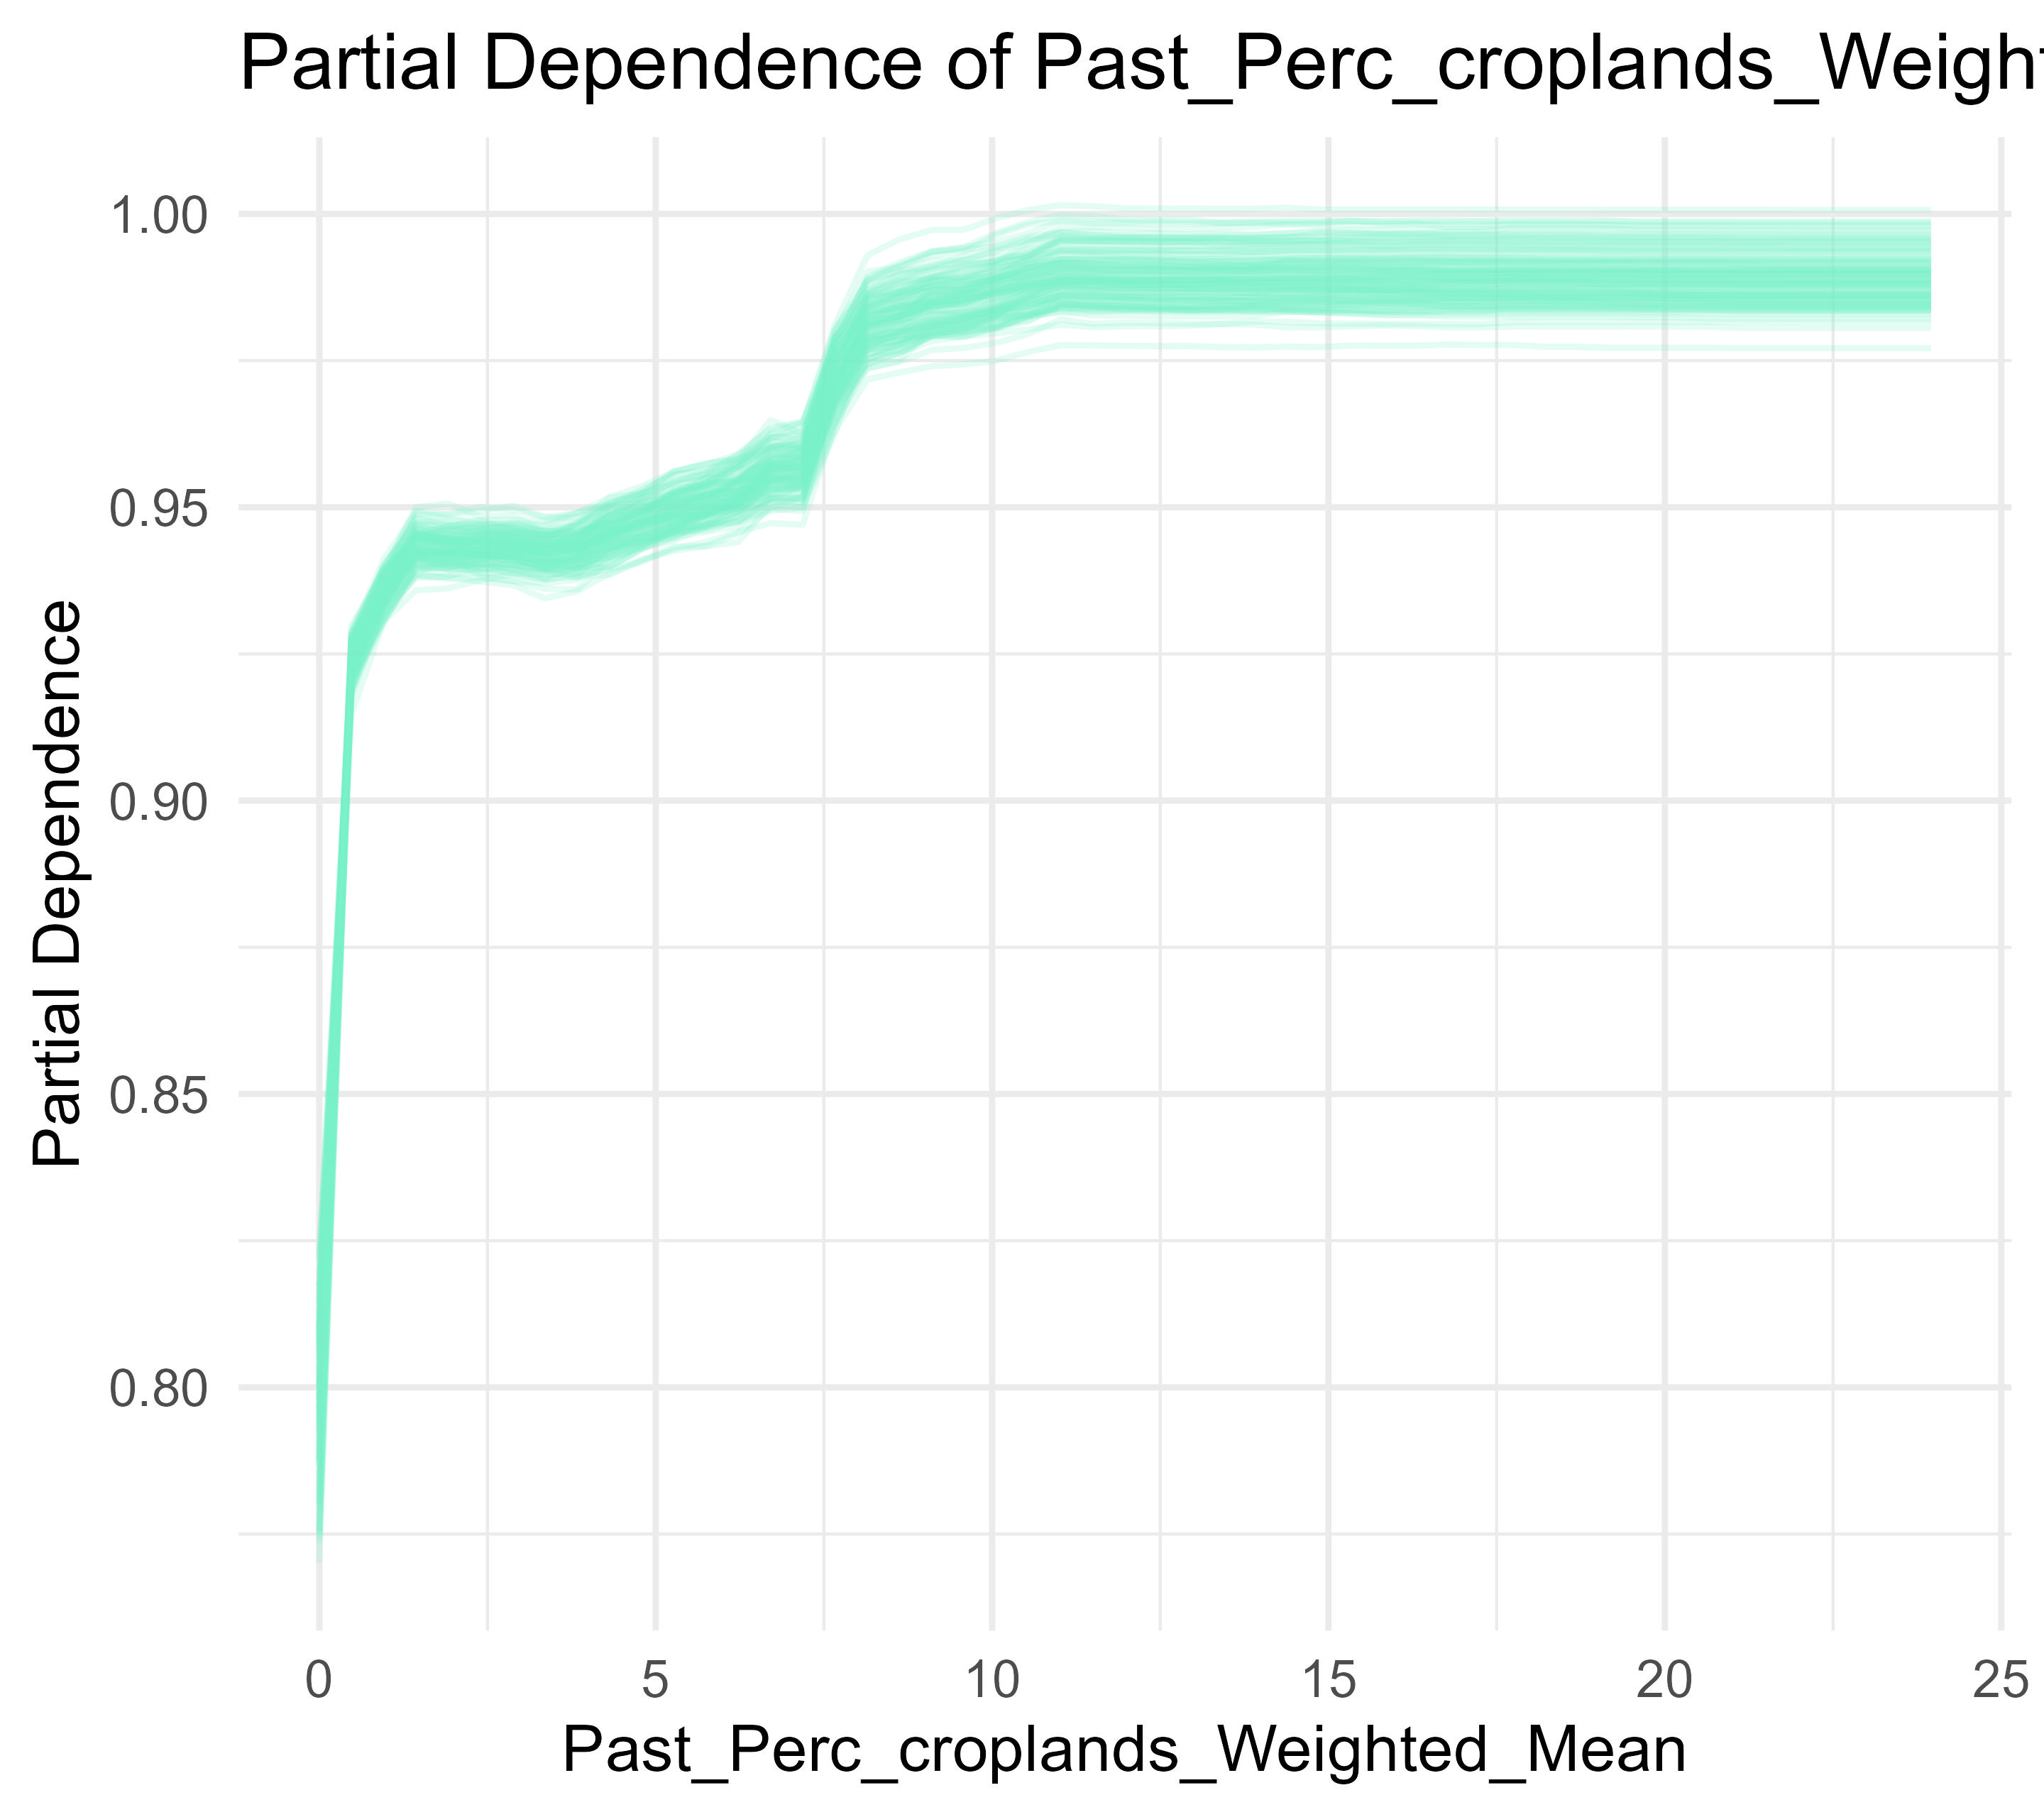 Partial Dependence of Past_Perc_croplands_Weigh
1.00
0.95
0.90
0.85
0.80
Partial Dependence
0 5 10 15 20 25
Past_Perc_croplands_Weighted_Mean